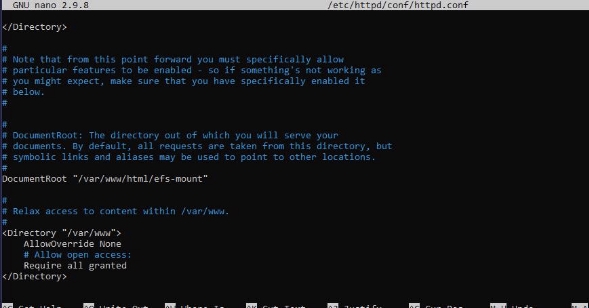 GNU nano 2.9.8 /etc/httpd/conf/httpd.conf
</Directory>
#
# Note that from this point forward you must specifically allow
# particular features to be enabled - so if something's not working as
# you might expect, make sure that you have specifically enabled it
# below.
#
#
# DocumentRoot: The directory out of which you will serve your
# documents. By default, all requests are taken from this directory, but
# symbolic links and aliases may be used to point to other locations.
#
DocumentRoot "/var/www/html/efs-mount"
#
# Relax access to content within /var/www.
#
<Directory "/var/www">
AllowOverride None
# Allow open access:
Require all granted
</Directory>